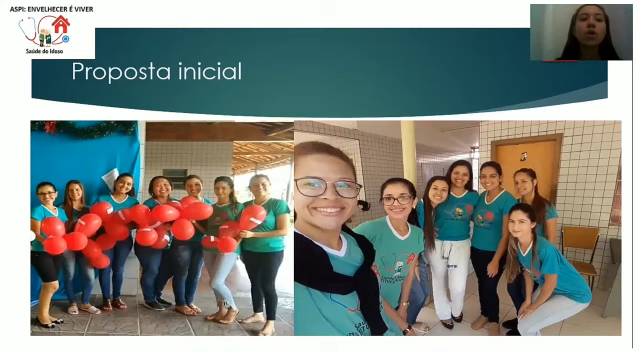 ASPI: ENVELHECER É VIVER
Saúde do Idoso
Proposta inicial